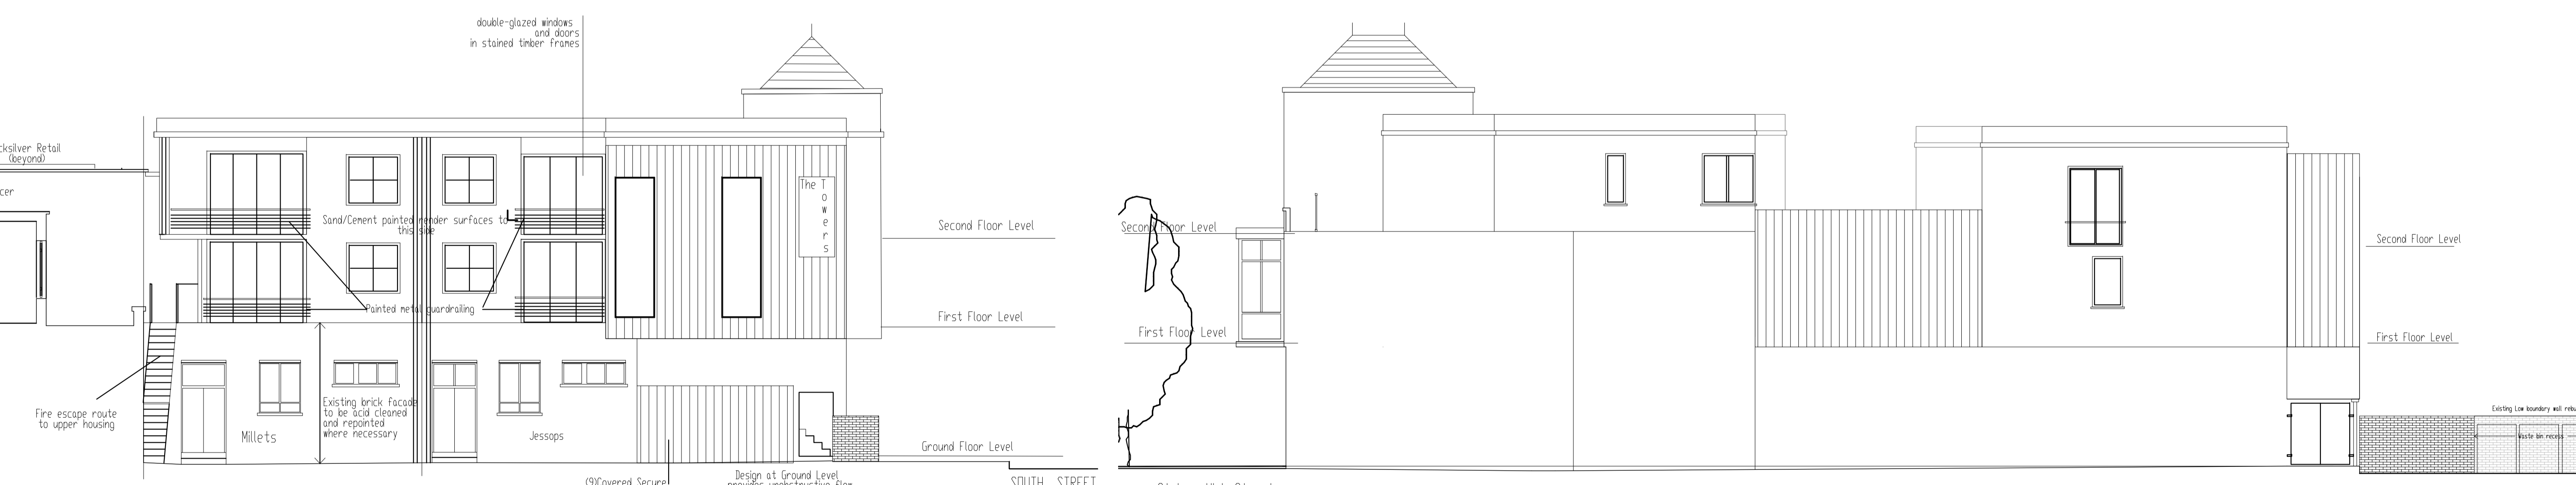 double-glazed windows
and doors
in stained timber frames
cksilver Retail
(beyond)
cer
Sand/Cement painted render surfaces to
this side
The Towers
Second Floor Level
Painted metal guardrailing
First Floor Level
Fire escape route
to upper housing
Millets
Existing brick facade
to be acid cleaned
and repointed
where necessary
Jessops
Ground Floor Level
(9)Covered Secure
Design at Ground Level
SOUTH STREET
Second Floor Level
First Floor Level
Second Floor Level
First Floor Level
Existing Low boundary wall rebu
Waste bin recess